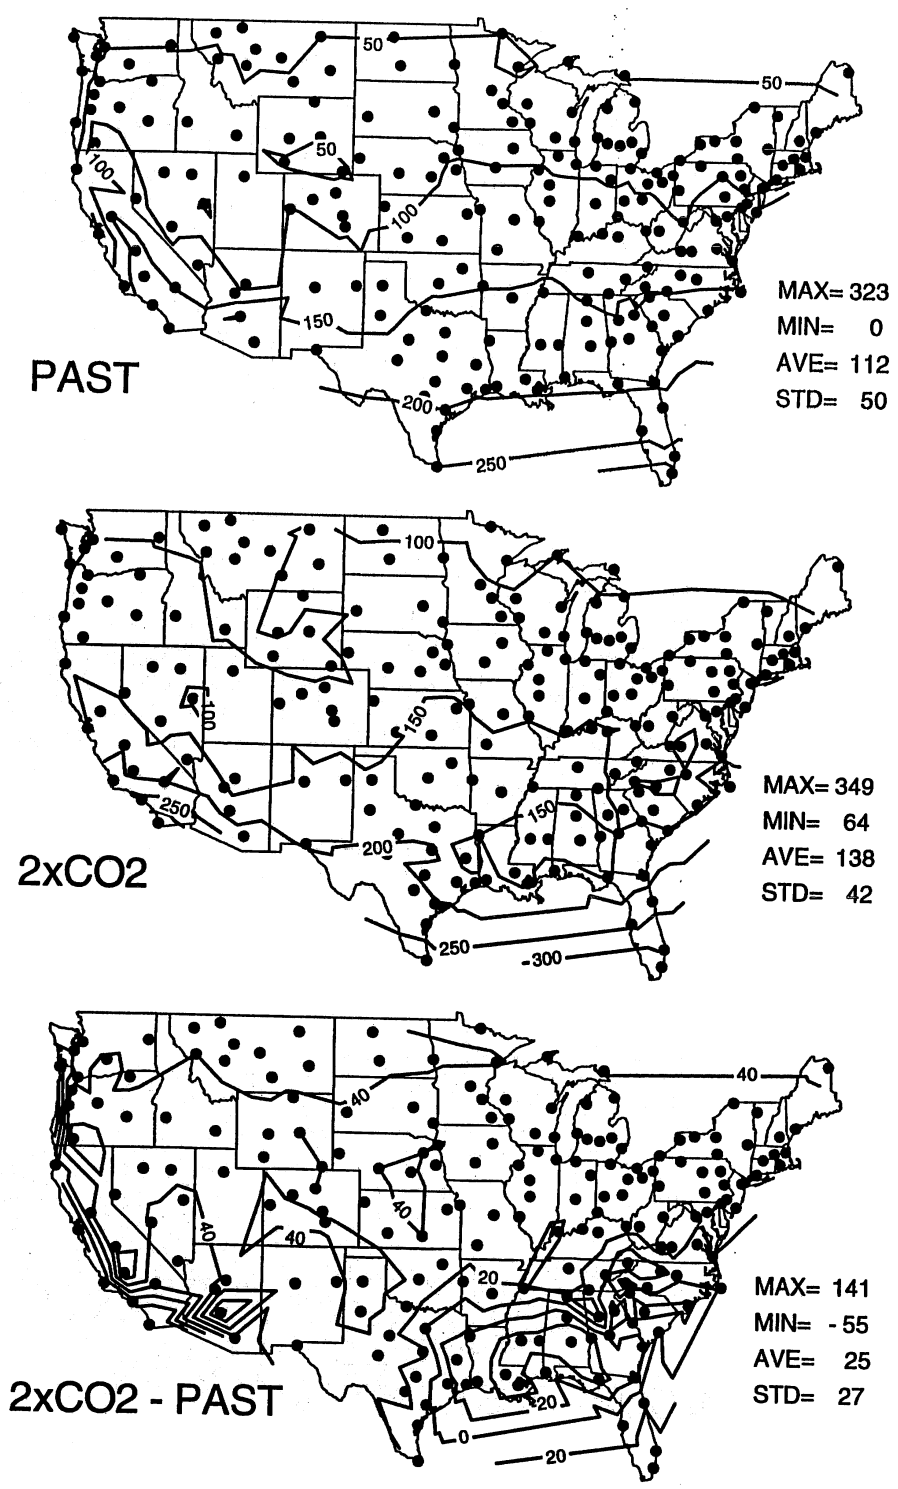 50
50
50
100
100
150
200
250
MAX= 323
MIN= 0
AVE= 112
STD= 50
PAST
100
100
150
150
250
200
250
-300
MAX= 349
MIN= 64
AVE= 138
STD= 42
2xCO2
40
40
40
40
40
20
-20
0
20
MAX= 141
MIN= -55
AVE= 25
STD= 27
2xCO2 - PAST